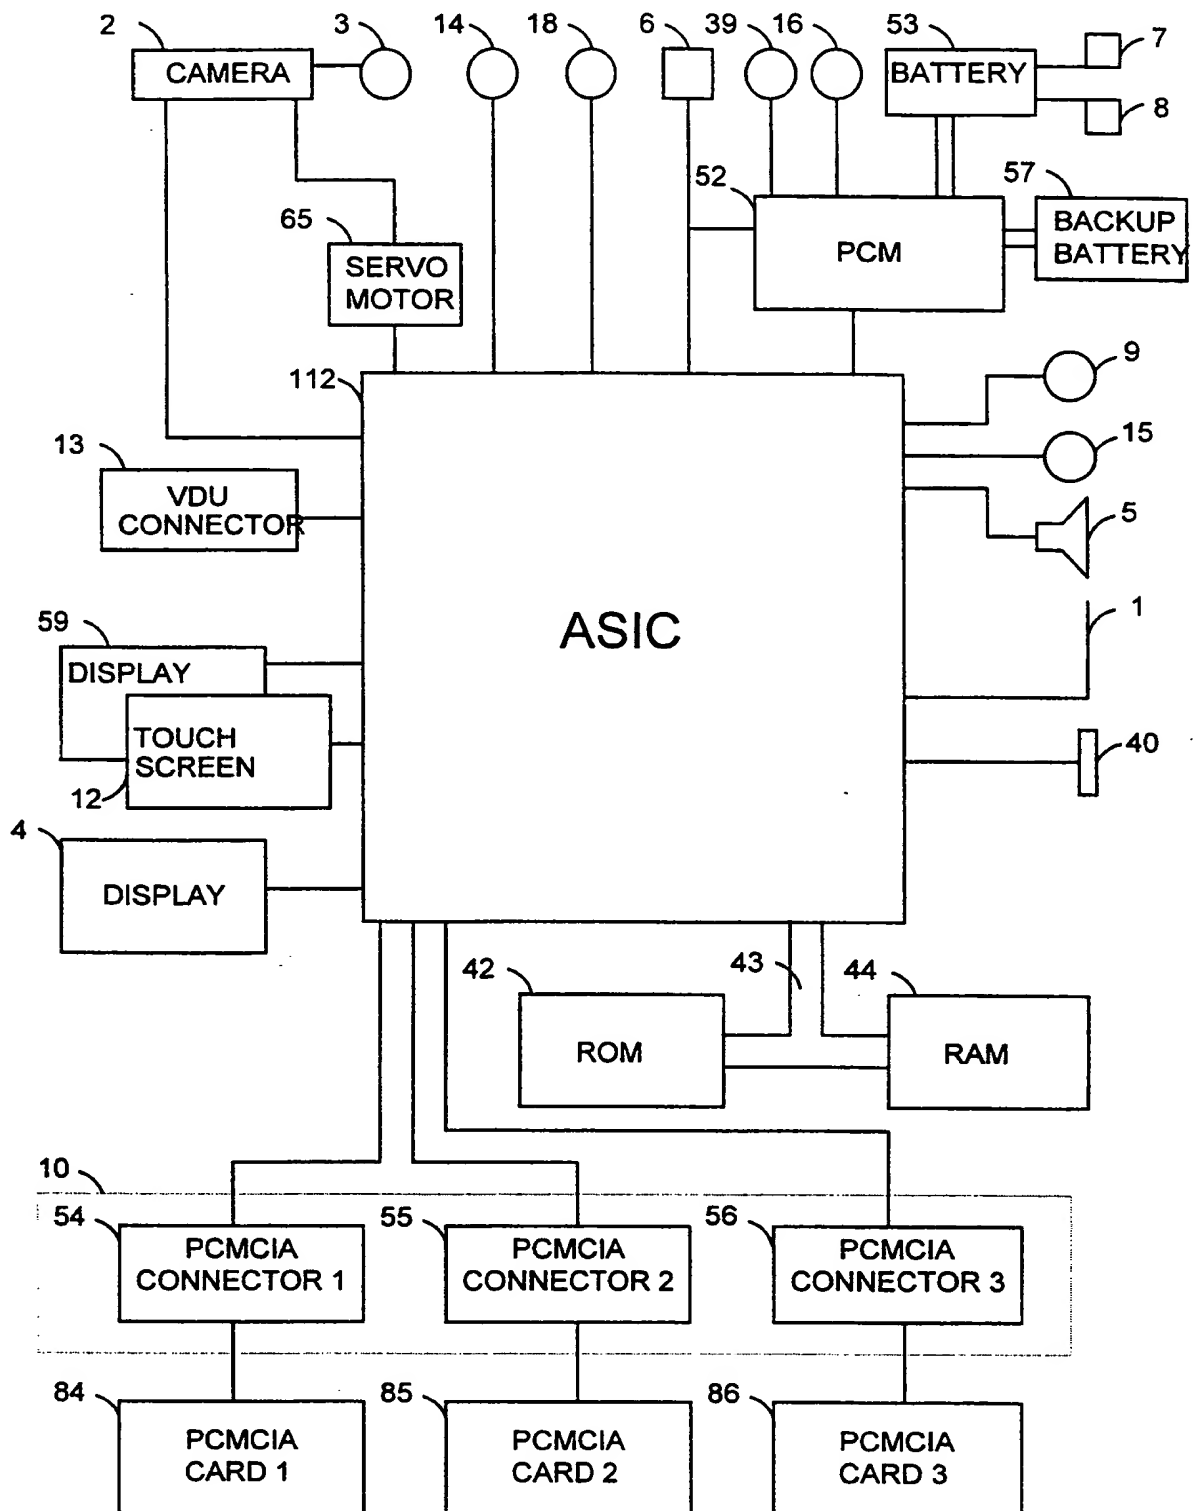 2
3
14
18
6
39
16
53
7
CAMERA
BATTERY
8
52
57
65
PCM
BACKUP
BATTERY
SERVO
MOTOR
112
9
13
15
VDU
CONNECTOR
5
ASIC
59
1
DISPLAY
TOUCH
SCREEN
40
12
4
DISPLAY
42
43
44
ROM
RAM
10
54
55
56
PCMCIA
CONNECTOR 1
PCMCIA
CONNECTOR 2
PCMCIA
CONNECTOR 3
84
85
86
PCMCIA
CARD 1
PCMCIA
CARD 2
PCMCIA
CARD 3